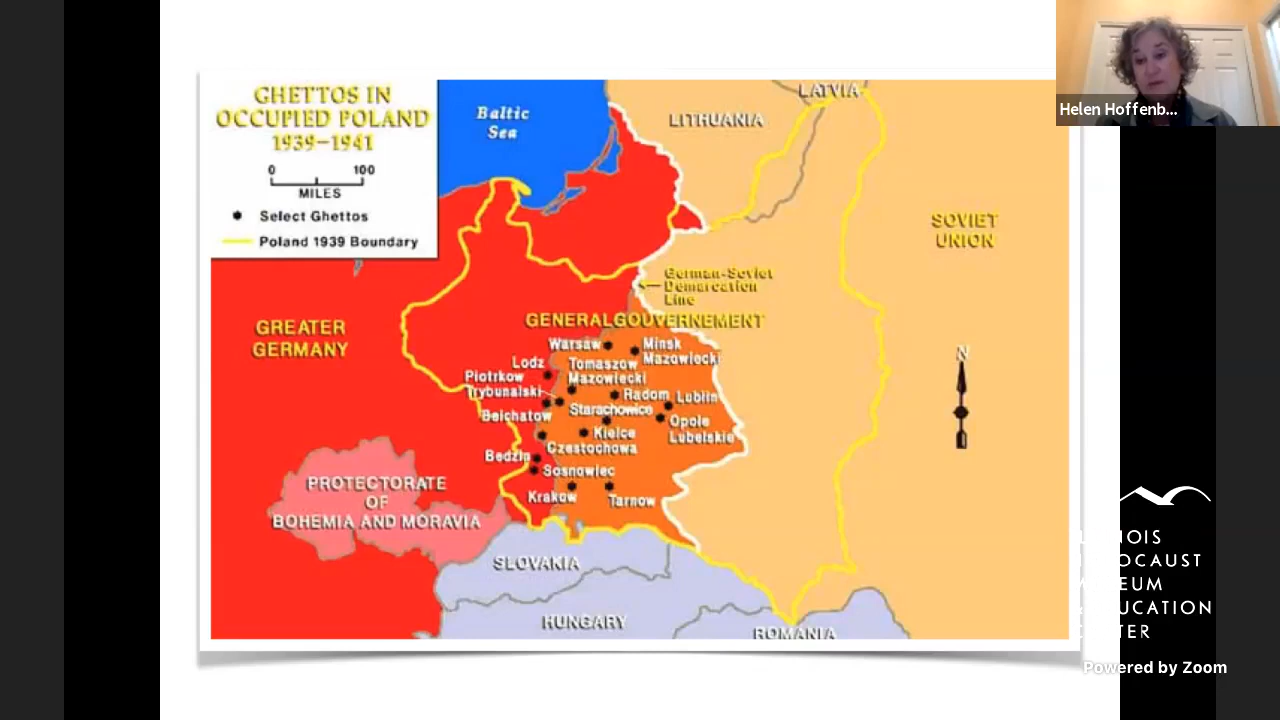 GHETTOS IN
OCCUPIED POLAND
1939–1941
0 100
MILES
Select Ghettos
Poland 1939 Boundary
Baltic
Sea
LITHUANIA
LATVIA
SOVIET
UNION
German-Soviet
Demarcation
Line
GENERALGOUVERNEMENT
GREATER
GERMANY
Warsaw
Minsk
Mazowiecki
Lodz
Tomaszow
Mazowiecki
Piotrkow
Trybunalski
Radom
Lublin
Belchatow
Starachowice
Opole
Lubelskie
Kielce
Czestochowa
Bedzin
Sosnowiec
Krakow
Tarnow
N
PROTECTORATE
OF
BOHEMIA AND MORAVIA
SLOVAKIA
HUNGARY
ROMANIA
Helen Hoffenb...
Powered by Zoom